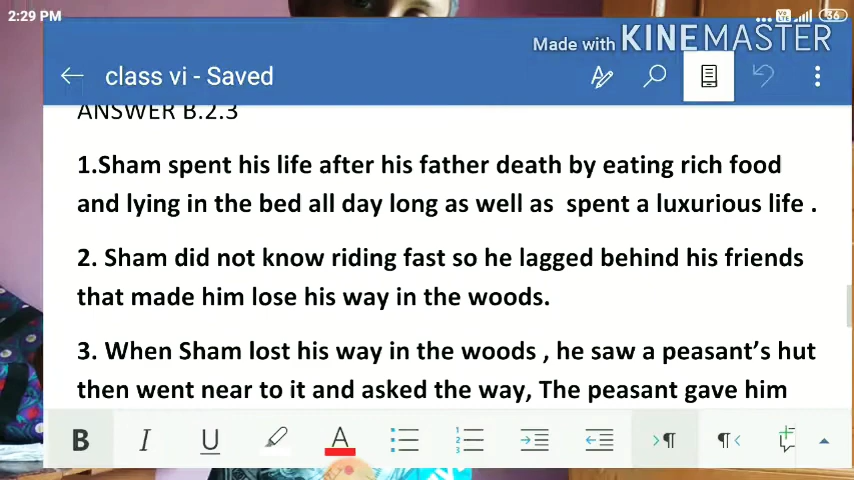 2:29 PM
36
Made with KINEMASTER
class vi - Saved
ANSWER B.2.3
1.Sham spent his life after his father death by eating rich food
and lying in the bed all day long as well as spent a luxurious life .
2. Sham did not know riding fast so he lagged behind his friends
that made him lose his way in the woods.
3. When Sham lost his way in the woods , he saw a peasant’s hut
then went near to it and asked the way, The peasant gave him
B I U A